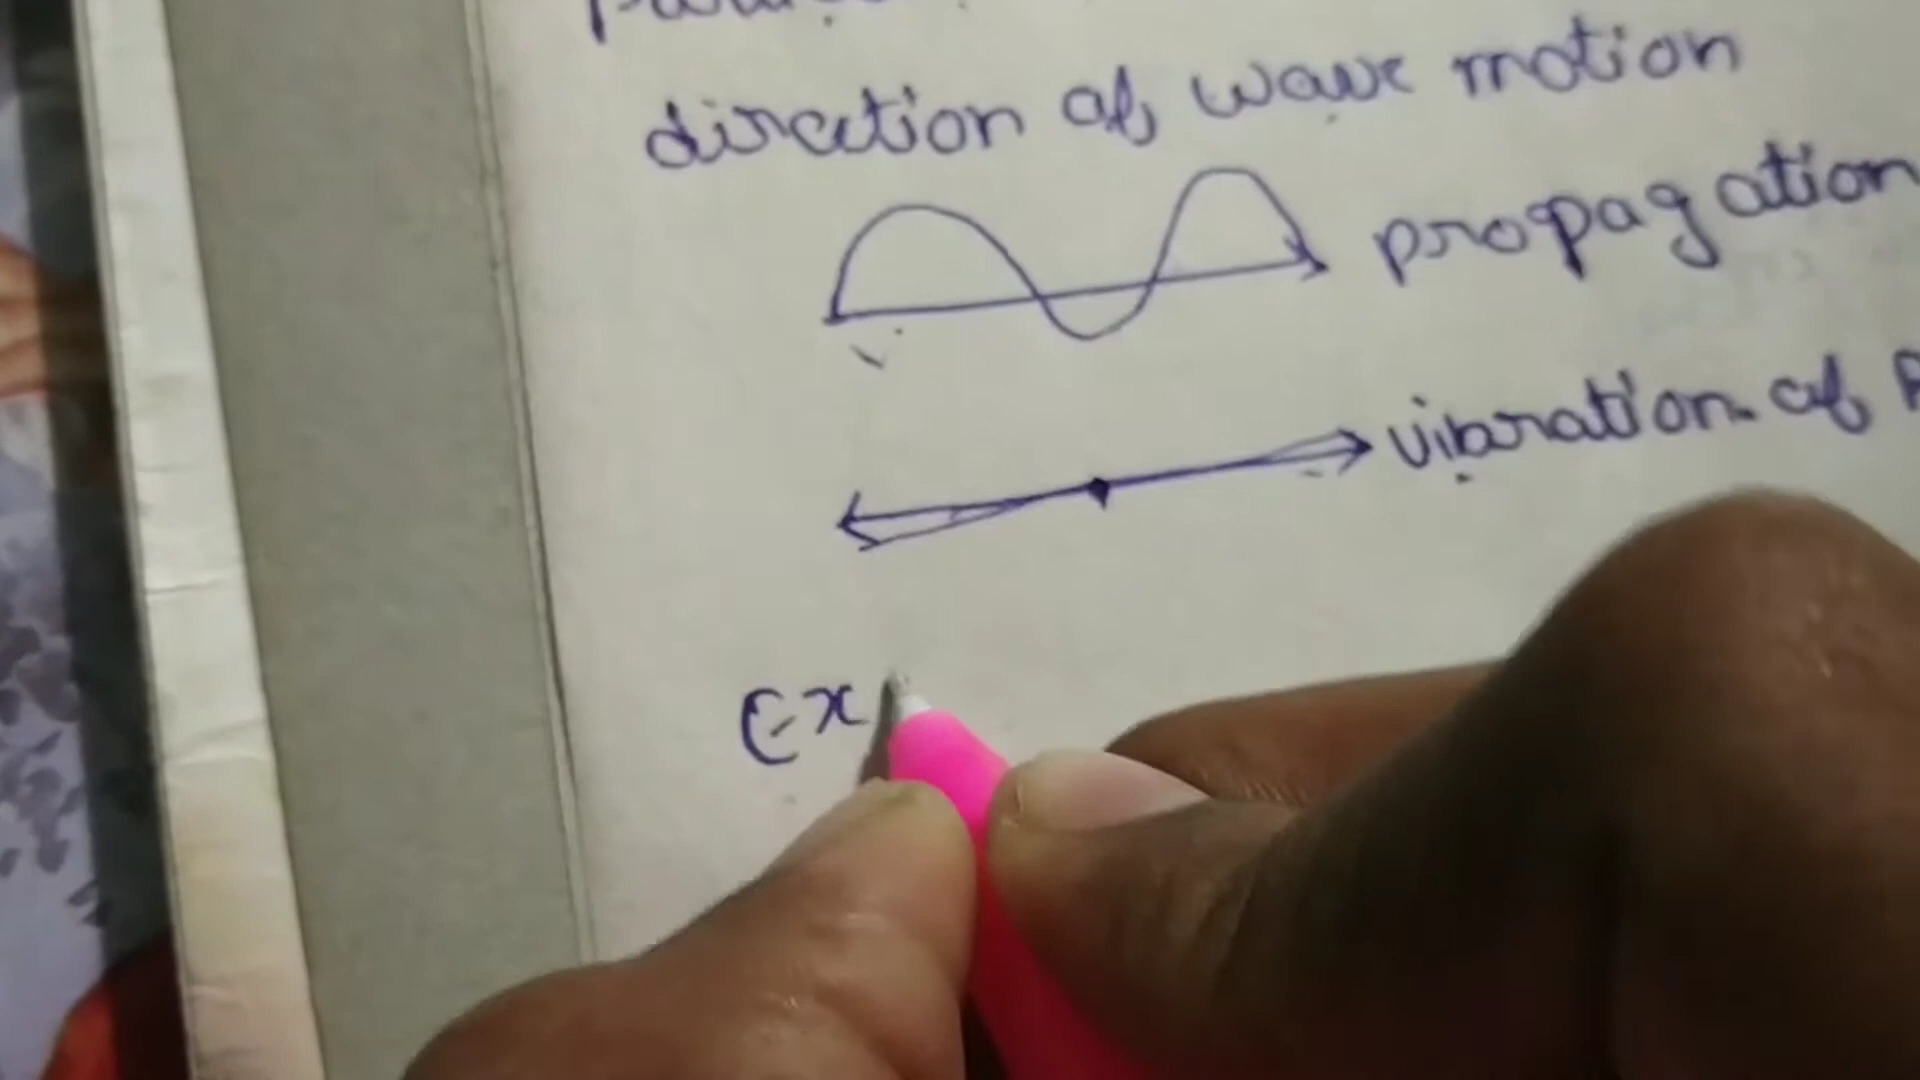 direction of wave motion
propagation
vibration of
Ex